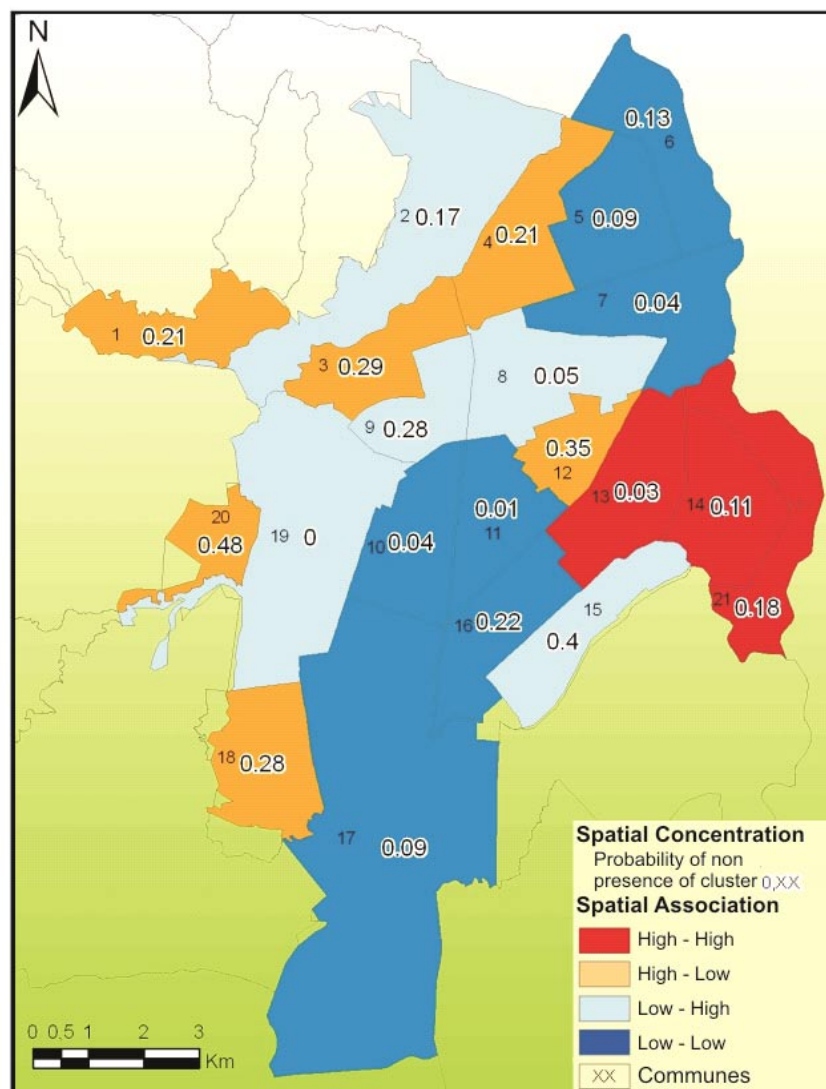 N
0.13
6
2 0.17
4 0.21
5 0.09
7 0.04
1 0.21
3 0.29
8 0.05
9 0.28
0.35
12
13 0.03
14 0.11
20
0.48
19 0
10 0.04
0.01
11
16 0.22
15
0.4
21 0.18
18 0.28
17 0.09
Spatial Concentration
Probability of non
presence of cluster 0,XX
Spatial Association
High - High
High - Low
Low - High
Low - Low
XX Communes
0 0,5 1 2 3
Km